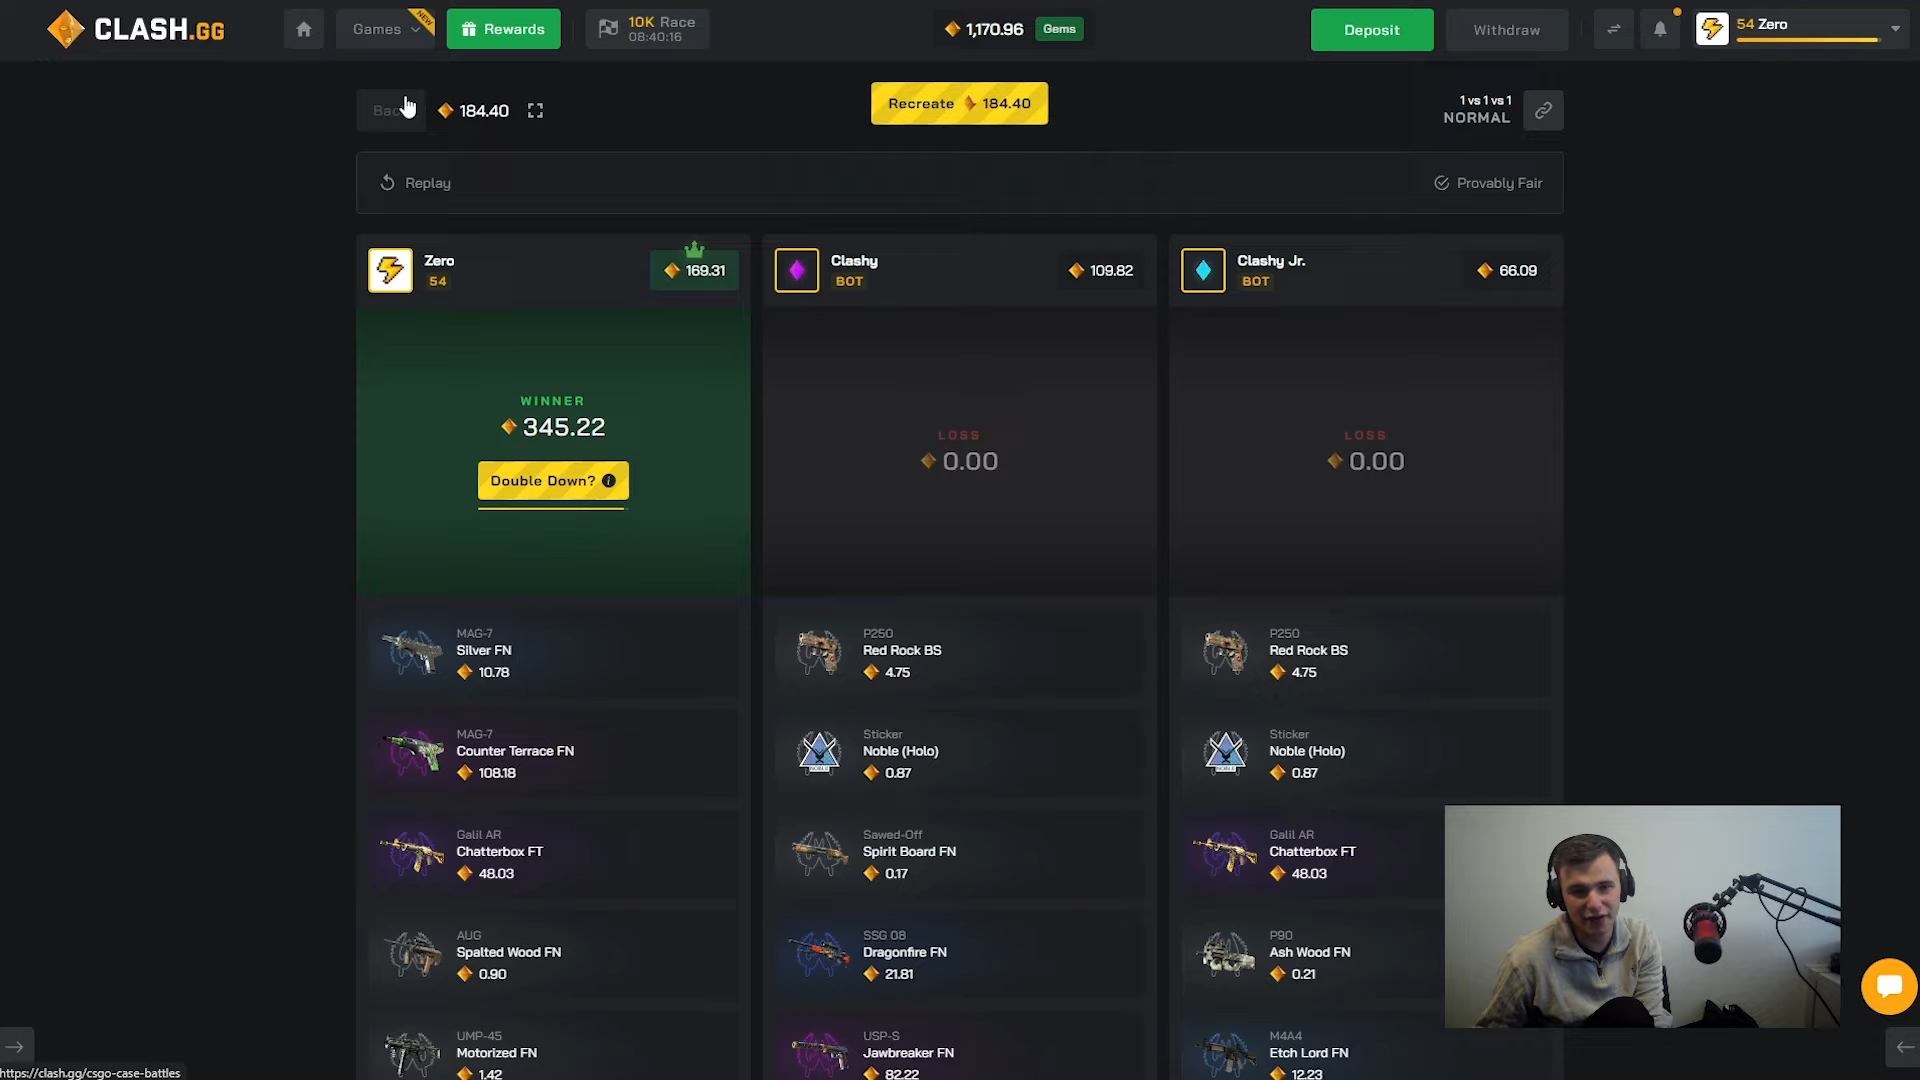 CLASH.GG
Games
NEW
Rewards
10K Race
08:40:16
1,170.96 Gems
Deposit
Withdraw
54 Zero
184.40
Recreate 184.40
1 vs 1 vs 1
NORMAL
Replay
Provably Fair
Zero
54
169.31
Clashy
BOT
109.82
Clashy Jr.
BOT
66.09
WINNER
345.22
Double Down? i
LOSS
0.00
LOSS
0.00
MAG-7
Silver FN
10.78
P250
Red Rock BS
4.75
P250
Red Rock BS
4.75
MAG-7
Counter Terrace FN
108.18
NOBLE
Sticker
Noble (Holo)
0.87
NOBLE
Sticker
Noble (Holo)
0.87
Galil AR
Chatterbox FT
48.03
Sawed-Off
Spirit Board FN
0.17
Galil AR
Chatterbox FT
48.03
AUG
Spalted Wood FN
0.90
SSG 08
Dragonfire FN
21.81
P90
Ash Wood FN
0.21
UMP-45
Motorized FN
1.42
USP-S
Jawbreaker FN
82.22
M4A4
Etch Lord FN
12.23
https://clash.gg/csgo-case-battles